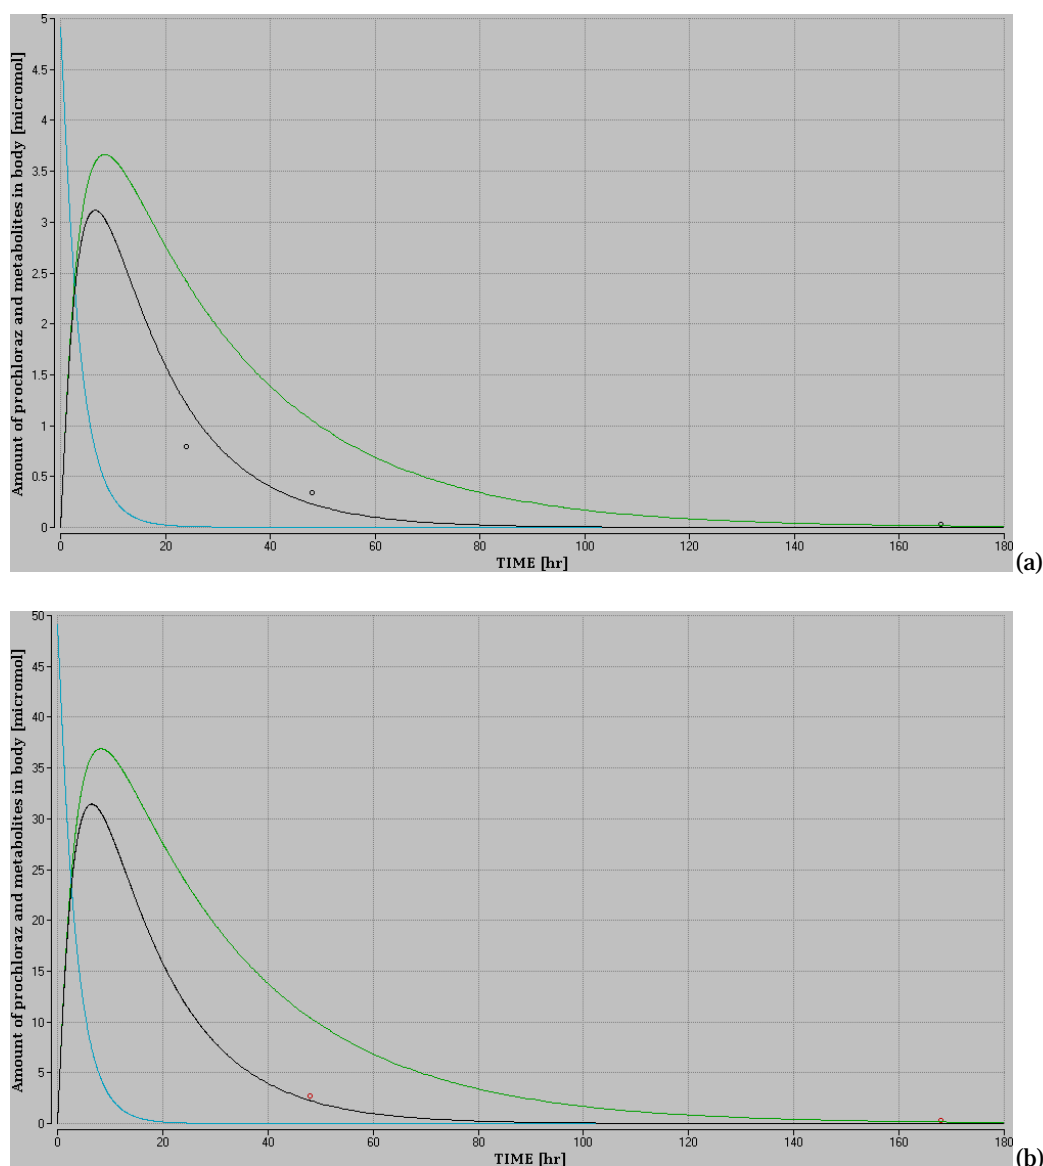 Amount of prochloraz and metabolites in body [micromol]
5
4.5
4
3.5
3
2.5
2
1.5
1
0.5
0
0 20 40 60 80 100 120 140 160 180
TIME [hr]
(a)
Amount of prochloraz and metabolites in body [micromol]
50
45
40
35
30
25
20
15
10
5
0
0 20 40 60 80 100 120 140 160 180
TIME [hr]
(b)